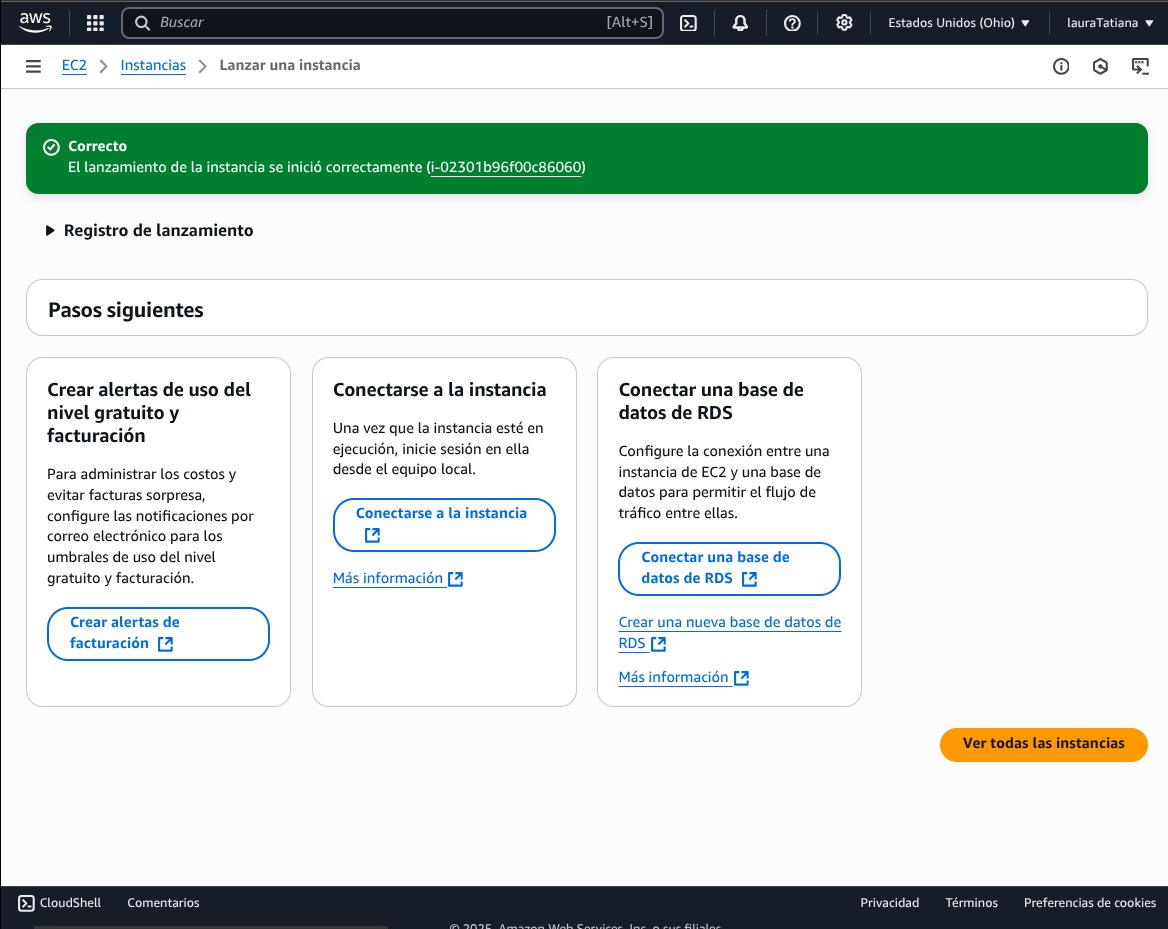 aws
Buscar [Alt+S]
Estados Unidos (Ohio)
lauraTatiana
EC2 > Instancias > Lanzar una instancia
Correcto
El lanzamiento de la instancia se inició correctamente (i-02301b96f00c86060)
Registro de lanzamiento
Pasos siguientes
Crear alertas de uso del
nivel gratuito y
facturación
Para administrar los costos y
evitar facturas sorpresa,
configure las notificaciones por
correo electrónico para los
umbrales de uso del nivel
gratuito y facturación.
Crear alertas de
facturación
Conectarse a la instancia
Una vez que la instancia esté en
ejecución, inicie sesión en ella
desde el equipo local.
Conectarse a la instancia
Más información
Conectar una base de
datos de RDS
Configure la conexión entre una
instancia de EC2 y una base de
datos para permitir el flujo de
tráfico entre ellas.
Conectar una base de
datos de RDS
Crear una nueva base de datos de
RDS
Más información
Ver todas las instancias
CloudShell
Comentarios
Privacidad
Términos
Preferencias de cookies
© 2025, Amazon Web Services, Inc. o sus filiales.